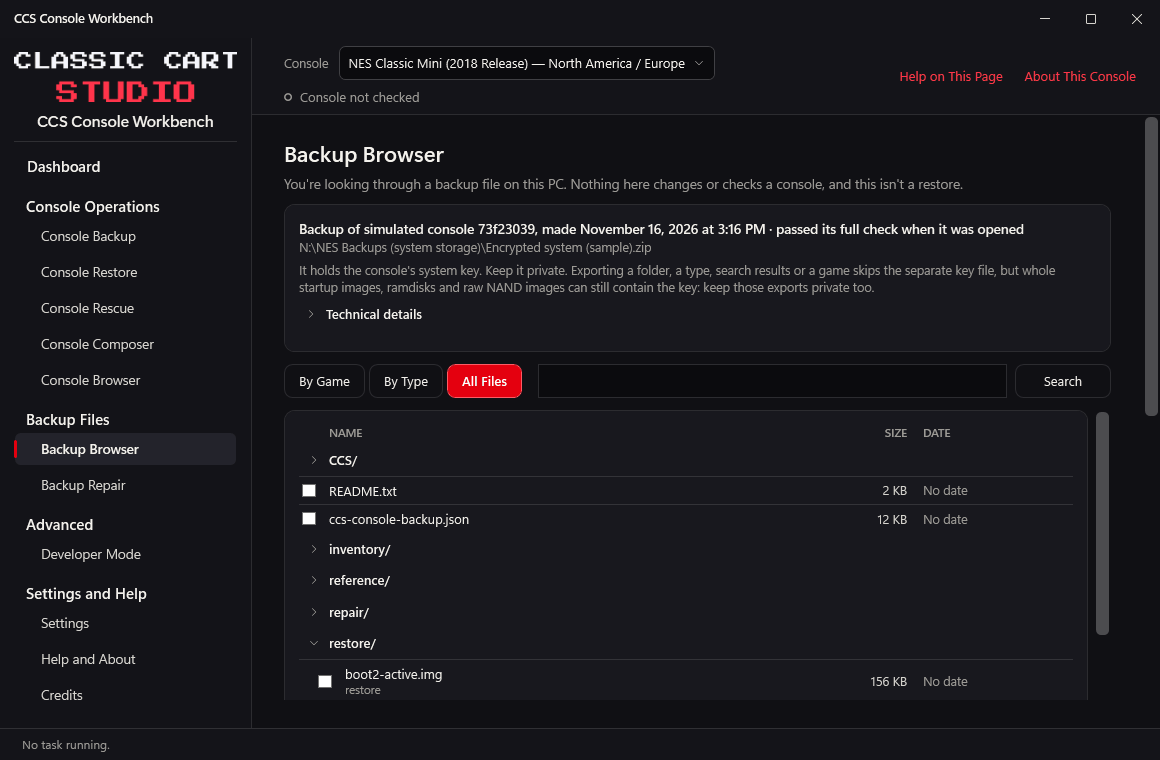 CCS Console Workbench
CLASSIC CART
STUDIO
CCS Console Workbench
Dashboard
Console Operations
Console Backup
Console Restore
Console Rescue
Console Composer
Console Browser
Backup Files
Backup Browser
Backup Repair
Advanced
Developer Mode
Settings and Help
Settings
Help and About
Credits
Console
NES Classic Mini (2018 Release) — North America / Europe
Console not checked
Help on This Page
About This Console
Backup Browser
You're looking through a backup file on this PC. Nothing here changes or checks a console, and this isn't a restore.
Backup of simulated console 73f23039, made November 16, 2026 at 3:16 PM · passed its full check when it was opened
N:\NES Backups (system storage)\Encrypted system (sample).zip
It holds the console's system key. Keep it private. Exporting a folder, a type, search results or a game skips the separate key file, but whole
startup images, ramdisks and raw NAND images can still contain the key: keep those exports private too.
Technical details
By Game
By Type
All Files
Search
NAME SIZE DATE
CCS/
README.txt 2 KB No date
ccs-console-backup.json 12 KB No date
inventory/
reference/
repair/
restore/
boot2-active.img 156 KB No date
restore
No task running.